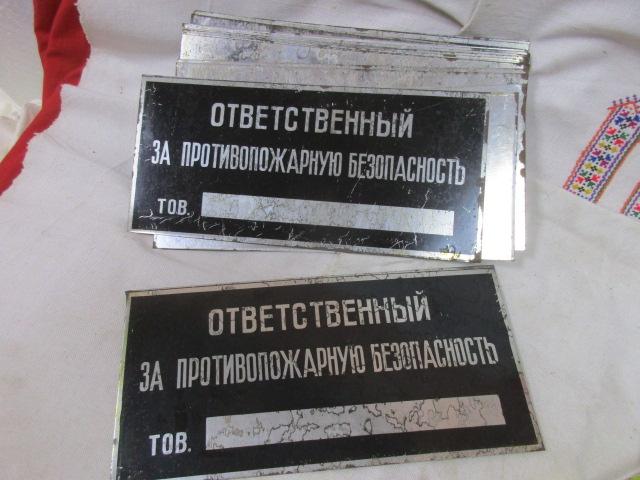 ОТВЕТСТВЕННЫЙ
ЗА ПРОТИВОПОЖАРНУЮ БЕЗОПАСНОСТЬ
ТОВ.
ОТВЕТСТВЕННЫЙ
ЗА ПРОТИВОПОЖАРНУЮ БЕЗОПАСНОСТЬ
ТОВ.